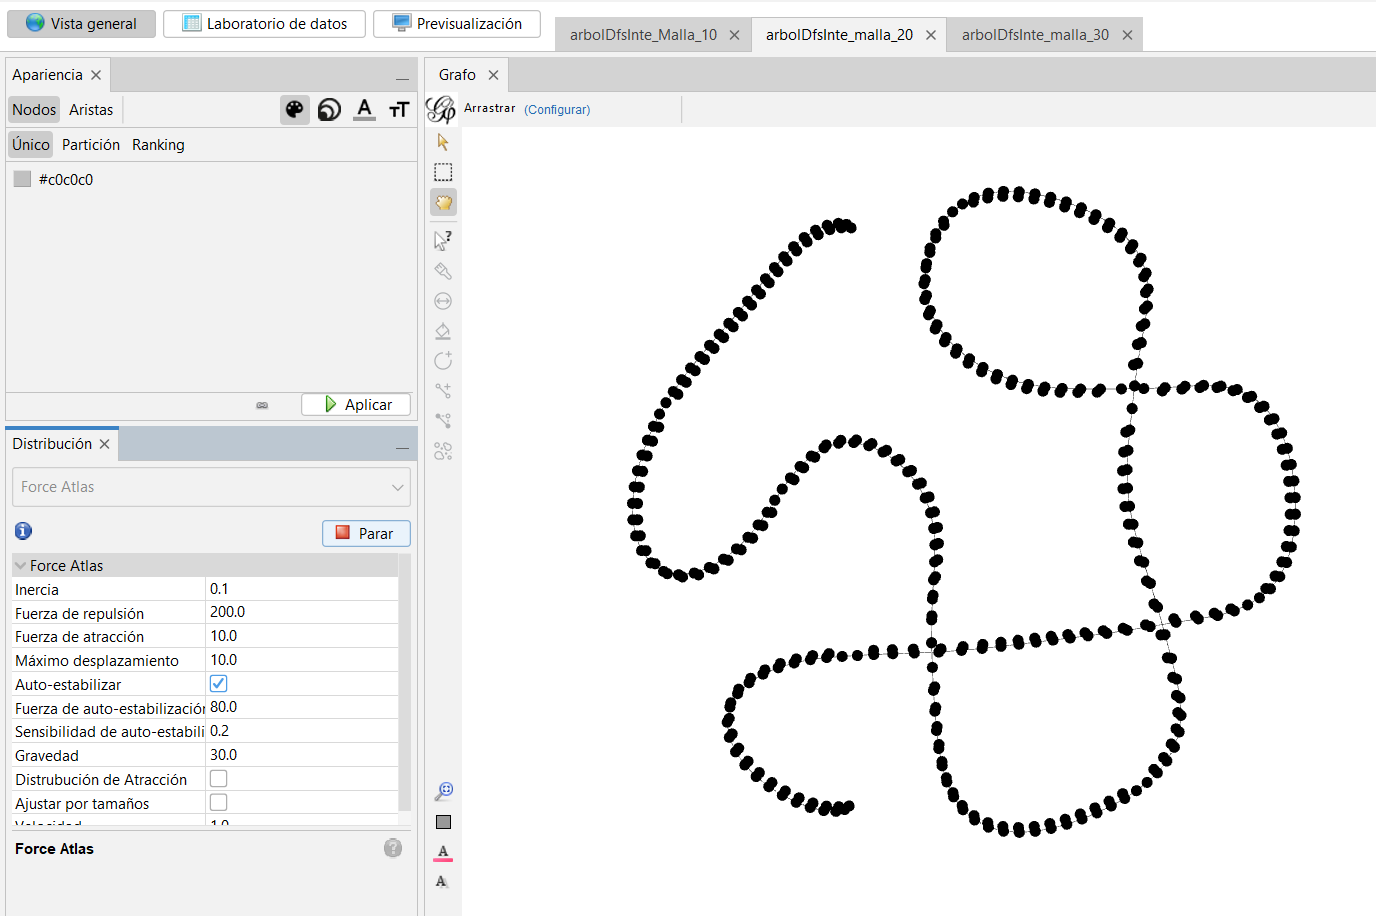 Vista general
Laboratorio de datos
Previsualización
arbolDfsInte_Malla_10
arbolDfsInte_malla_20
arbolDfsInte_malla_30
Apariencia
Grafo
Nodos Aristas
A
TT
Arrastrar (Configurar)
Único Partición Ranking
#c0c0c0
Aplicar
Distribución
Force Atlas
Parar
Force Atlas
Inercia 0.1
Fuerza de repulsión 200.0
Fuerza de atracción 10.0
Máximo desplazamiento 10.0
Auto-estabilizar
Fuerza de auto-estabilización 80.0
Sensibilidad de auto-estabili 0.2
Gravedad 30.0
Distrubución de Atracción
Ajustar por tamaños
Velocidad 1.0
Force Atlas
?
A
A